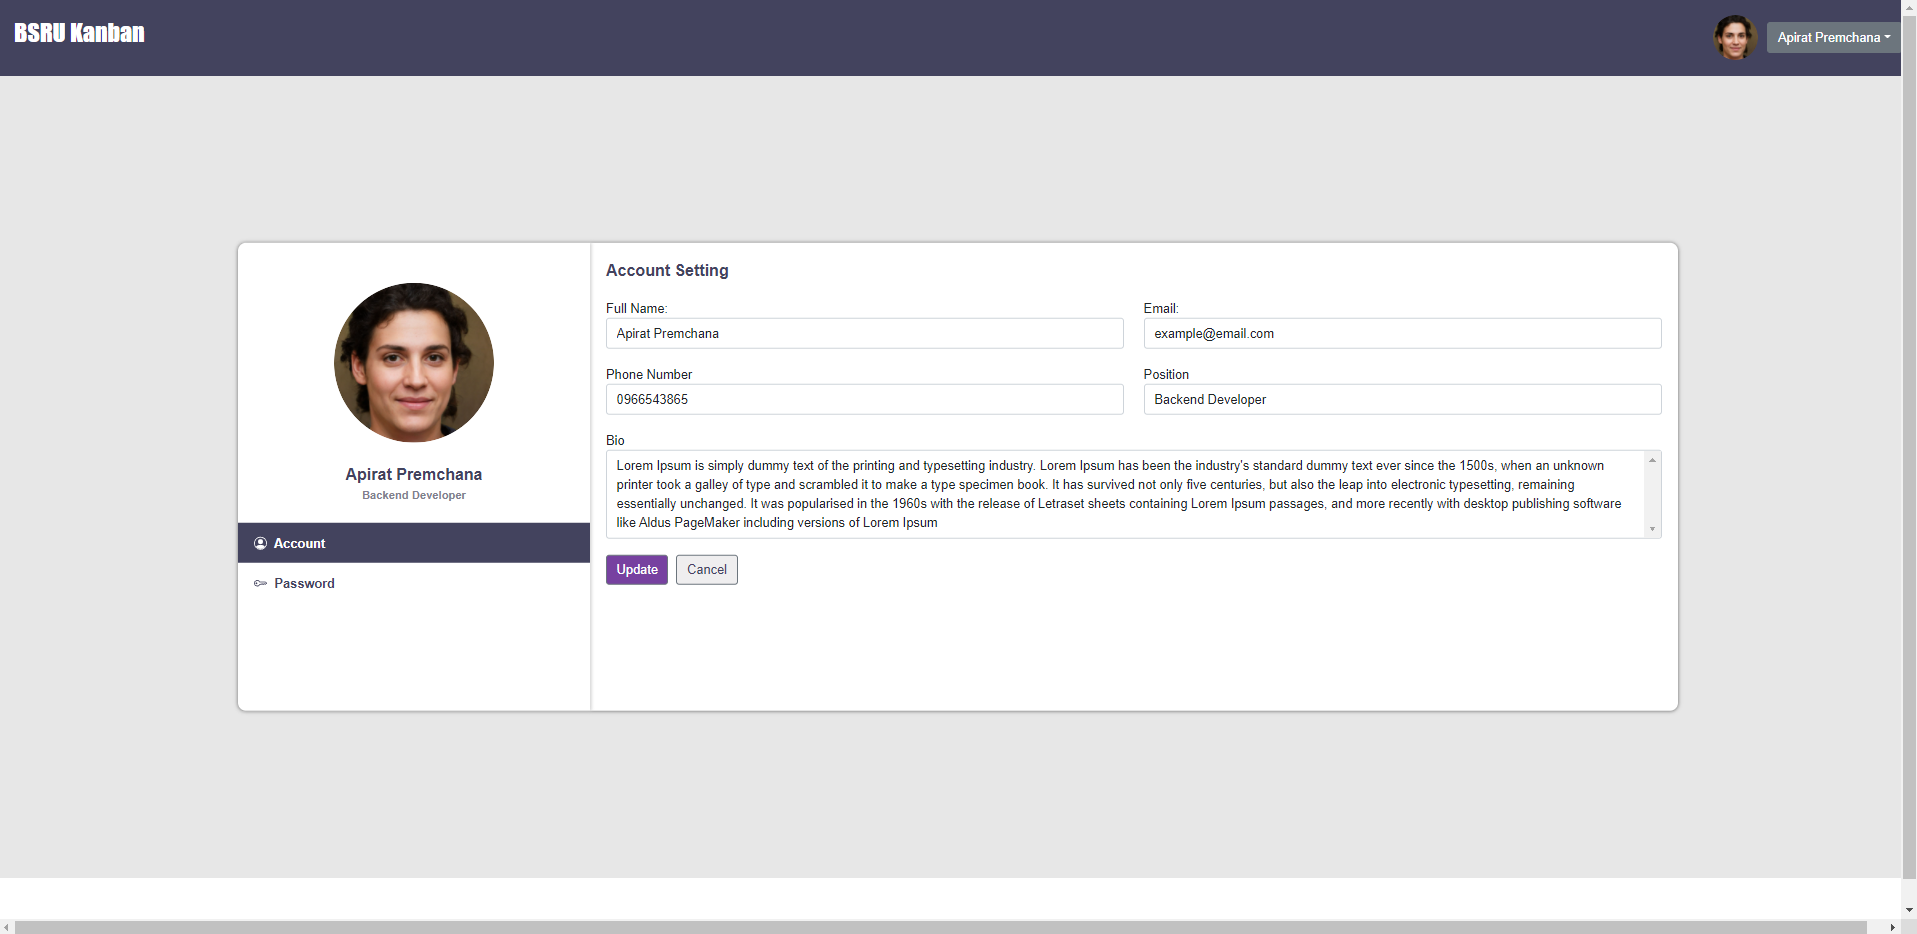 BSRU Kanban
Apirat Premchana
Apirat Premchana
Backend Developer
Account
Password
Account Setting
Full Name:
Apirat Premchana
Email:
example@email.com
Phone Number
0966543865
Position
Backend Developer
Bio
Lorem Ipsum is simply dummy text of the printing and typesetting industry. Lorem Ipsum has been the industry's standard dummy text ever since the 1500s, when an unknown
printer took a galley of type and scrambled it to make a type specimen book. It has survived not only five centuries, but also the leap into electronic typesetting, remaining
essentially unchanged. It was popularised in the 1960s with the release of Letraset sheets containing Lorem Ipsum passages, and more recently with desktop publishing software
like Aldus PageMaker including versions of Lorem Ipsum
Update
Cancel